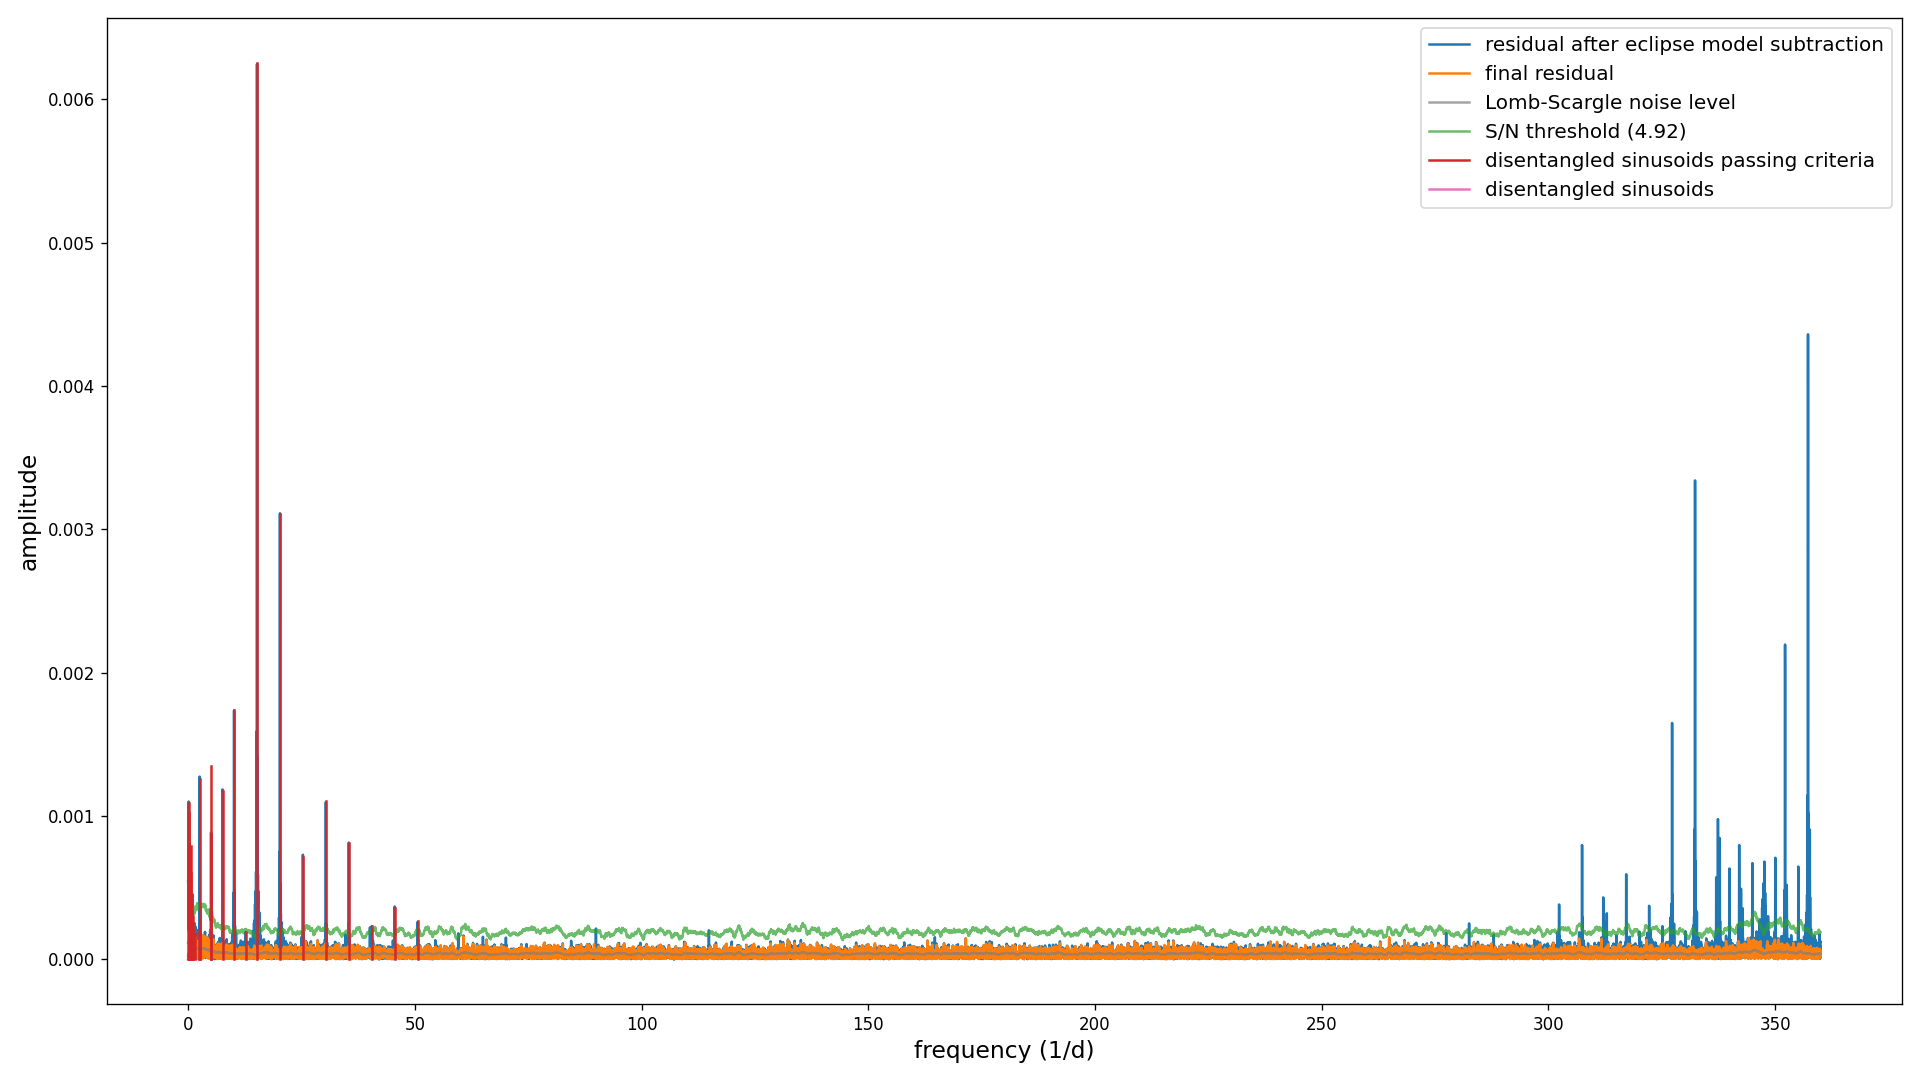 residual after eclipse model subtraction
final residual
Lomb-Scargle noise level
S/N threshold (4.92)
disentangled sinusoids passing criteria
disentangled sinusoids
0.006
0.005
0.004
0.003
0.002
0.001
0.000
amplitude
0 50 100 150 200 250 300 350
frequency (1/d)